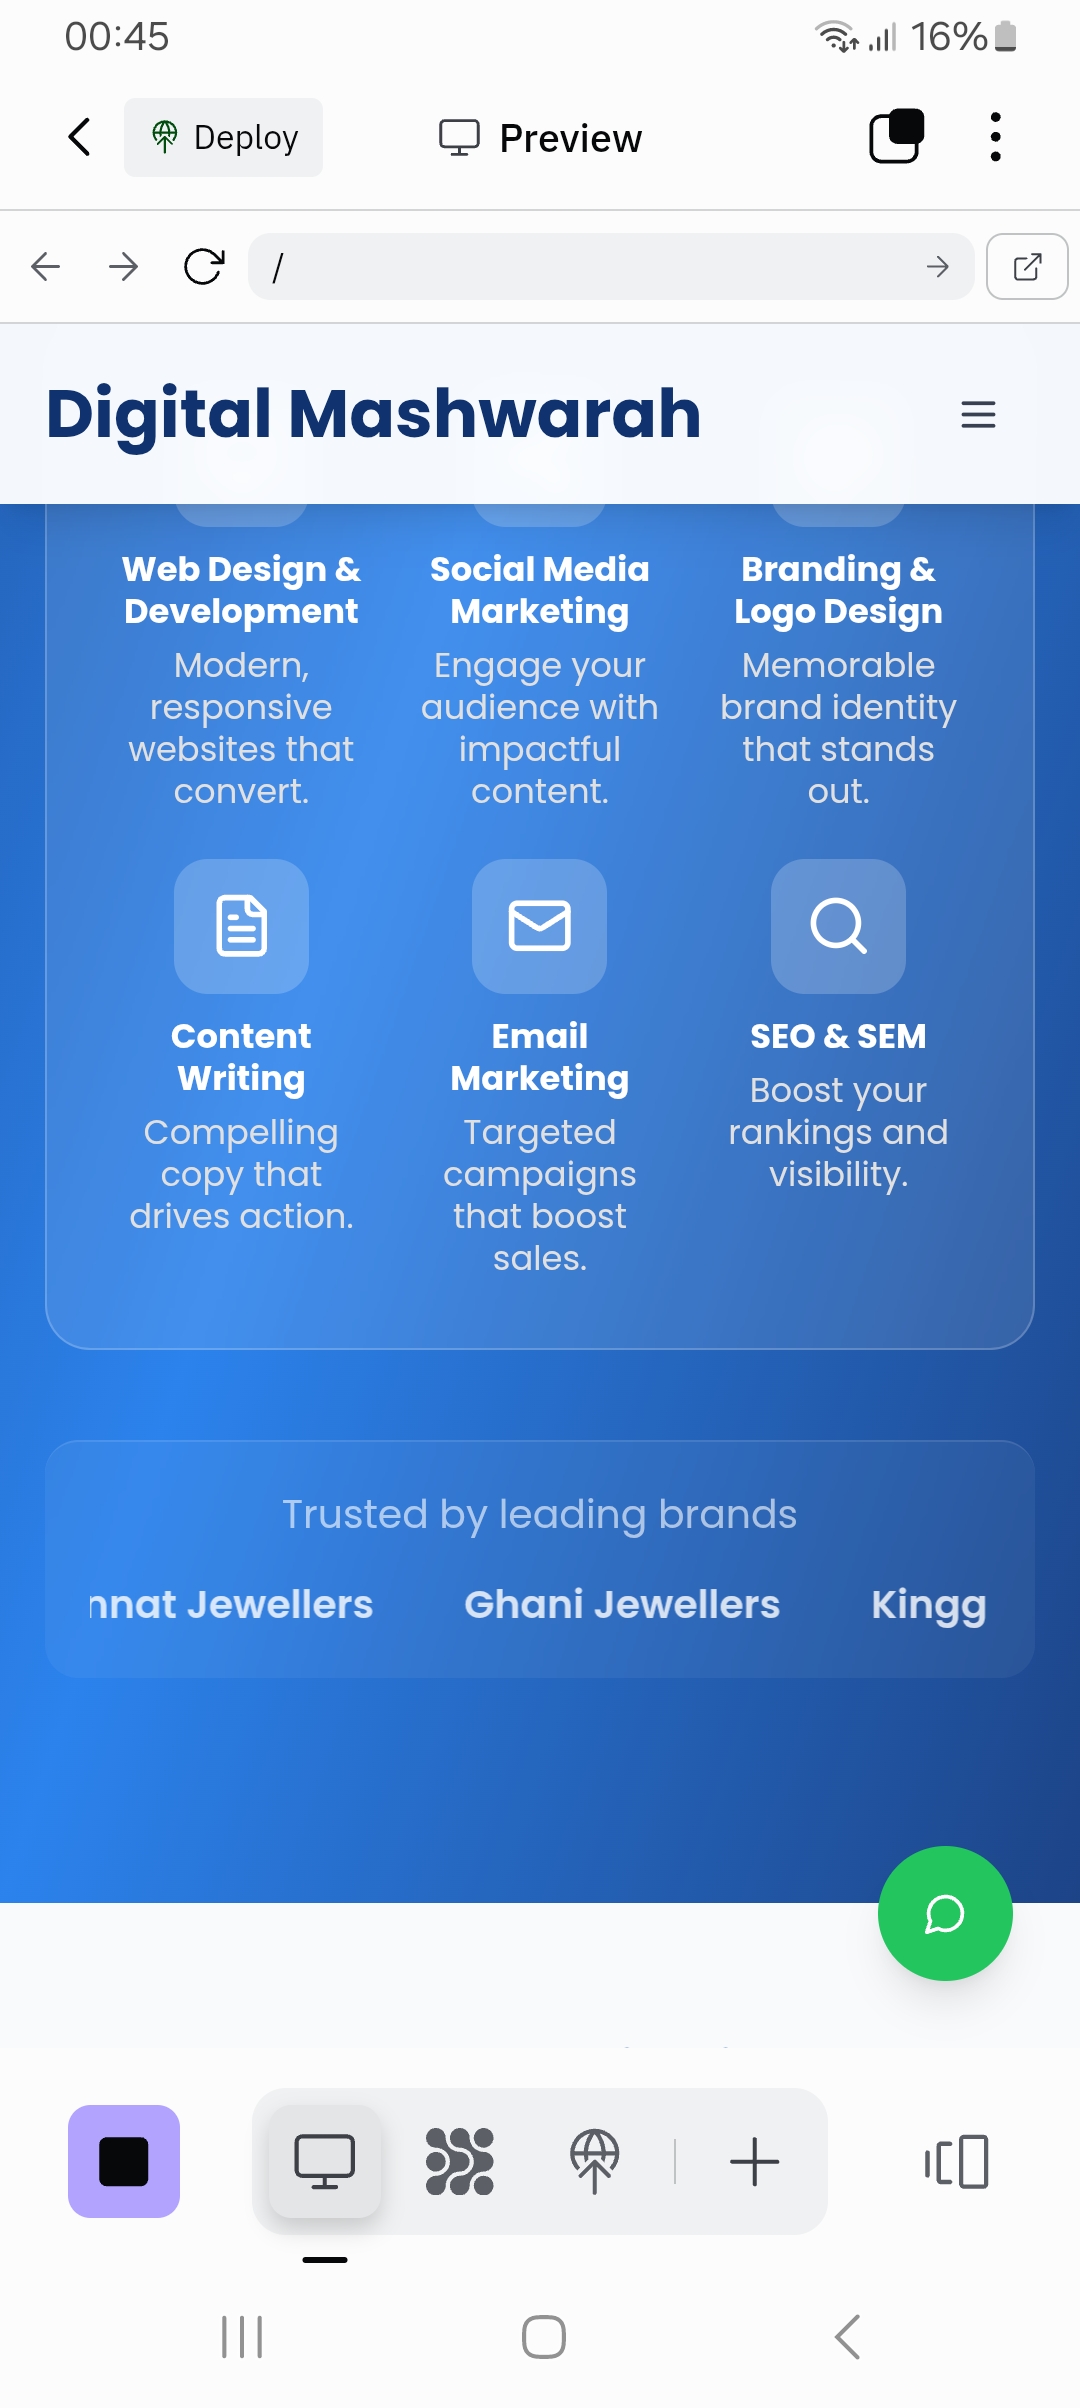 00:45
16%
Deploy
Preview
/
Digital Mashwarah
Web Design &
Development
Modern,
responsive
websites that
convert.
Social Media
Marketing
Engage your
audience with
impactful
content.
Branding &
Logo Design
Memorable
brand identity
that stands
out.
Content
Writing
Compelling
copy that
drives action.
Email
Marketing
Targeted
campaigns
that boost
sales.
SEO & SEM
Boost your
rankings and
visibility.
Trusted by leading brands
nnat Jewellers Ghani Jewellers Kingg